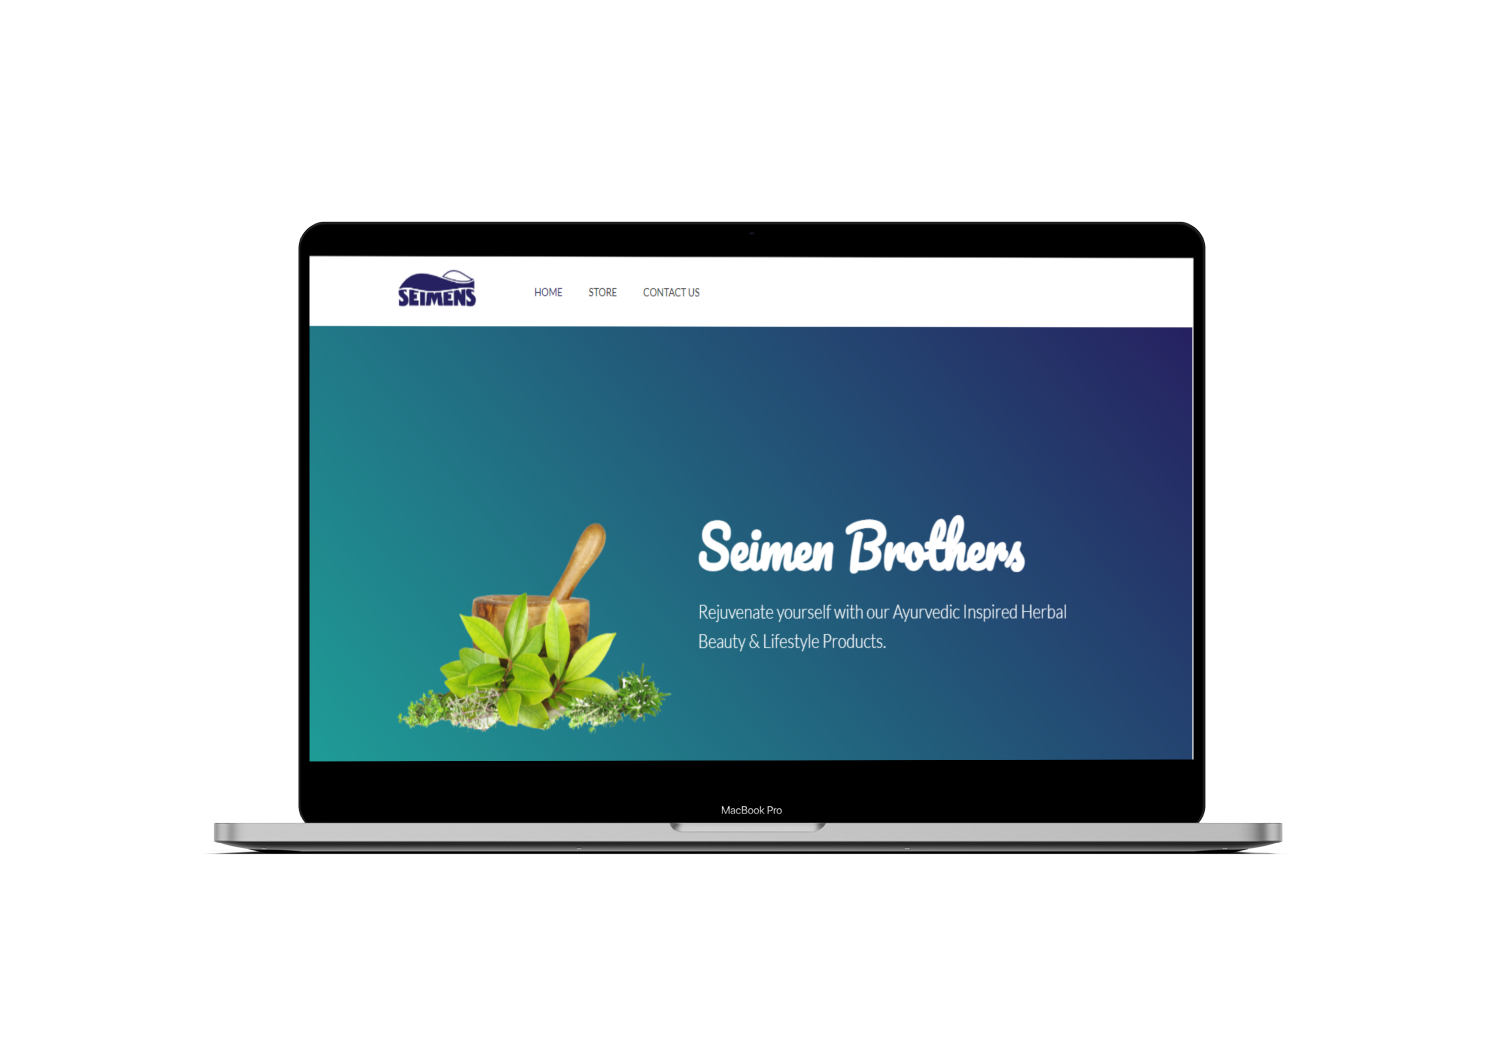 SEIMENS
HOME STORE CONTACT US
Seimen Brothers
Rejuvenate yourself with our Ayurvedic Inspired Herbal
Beauty & Lifestyle Products.
MacBook Pro